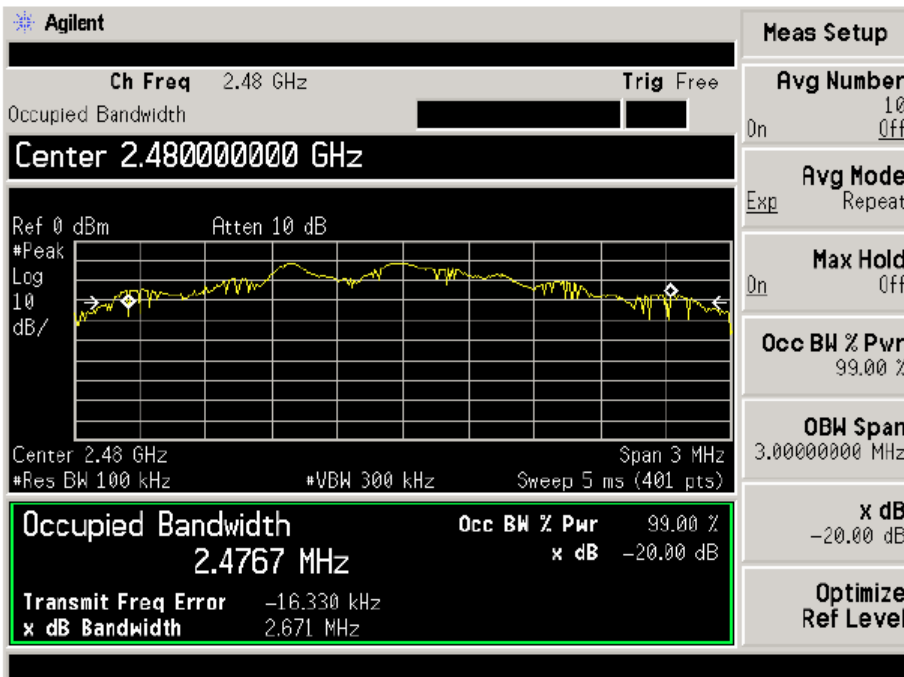 Agilent
Ch Freq 2.48 GHz Trig Free
Occupied Bandwidth
Center 2.480000000 GHz
Ref 0 dBm Atten 10 dB
#Peak
Log
10
dB/
Center 2.48 GHz Span 3 MHz
#Res BW 100 kHz #VBW 300 kHz Sweep 5 ms (401 pts)
Occupied Bandwidth
2.4767 MHz
Occ BW % Pwr 99.00 %
x dB -20.00 dB
Transmit Freq Error -16.330 kHz
x dB Bandwidth 2.671 MHz
Meas Setup
Avg Number
10
On Off
Avg Mode
Exp Repeat
Max Hold
On Off
Occ BW % Pwr
99.00 %
OBW Span
3.00000000 MHz
x dB
-20.00 dB
Optimize
Ref Level